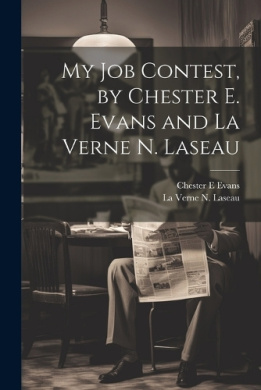 My Job Contest,
by Chester E.
Evans and La
Verne N. Laseau
Chester E Evans
La Verne N. Laseau